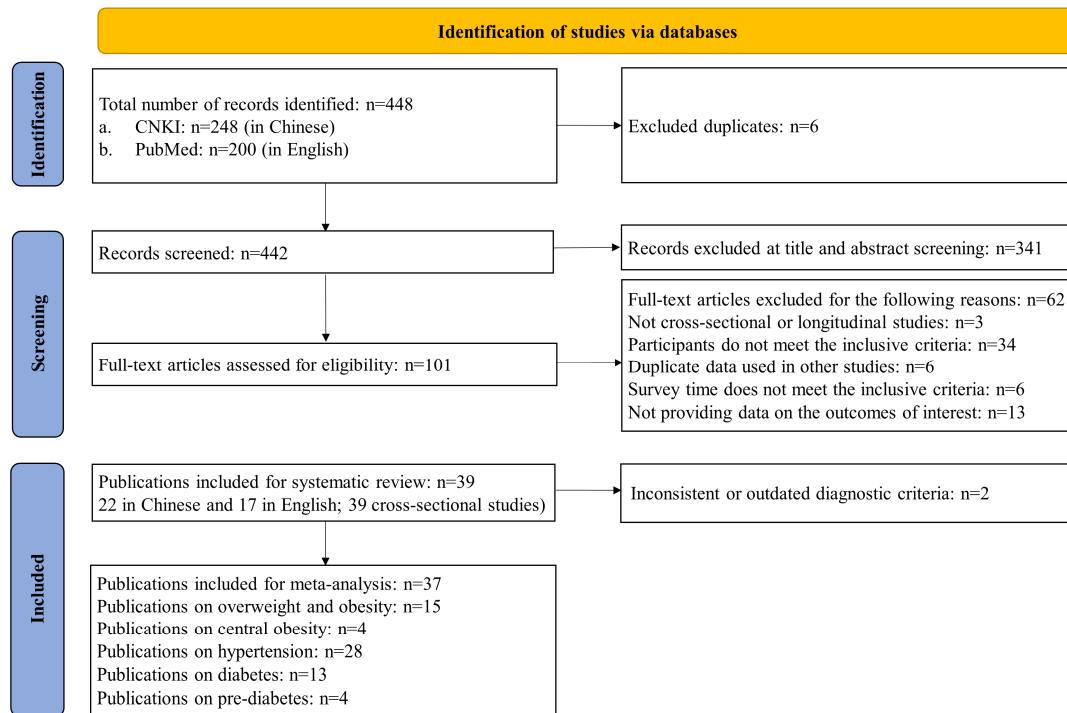 Identification of studies via databases
Identification
Total number of records identified: n=448
a. CNKI: n=248 (in Chinese)
b. PubMed: n=200 (in English)
Excluded duplicates: n=6
Screening
Records screened: n=442
Records excluded at title and abstract screening: n=341
Full-text articles assessed for eligibility: n=101
Full-text articles excluded for the following reasons: n=62
Not cross-sectional or longitudinal studies: n=3
Participants do not meet the inclusive criteria: n=34
Duplicate data used in other studies: n=6
Survey time does not meet the inclusive criteria: n=6
Not providing data on the outcomes of interest: n=13
Included
Publications included for systematic review: n=39
22 in Chinese and 17 in English; 39 cross-sectional studies)
Inconsistent or outdated diagnostic criteria: n=2
Publications included for meta-analysis: n=37
Publications on overweight and obesity: n=15
Publications on central obesity: n=4
Publications on hypertension: n=28
Publications on diabetes: n=13
Publications on pre-diabetes: n=4